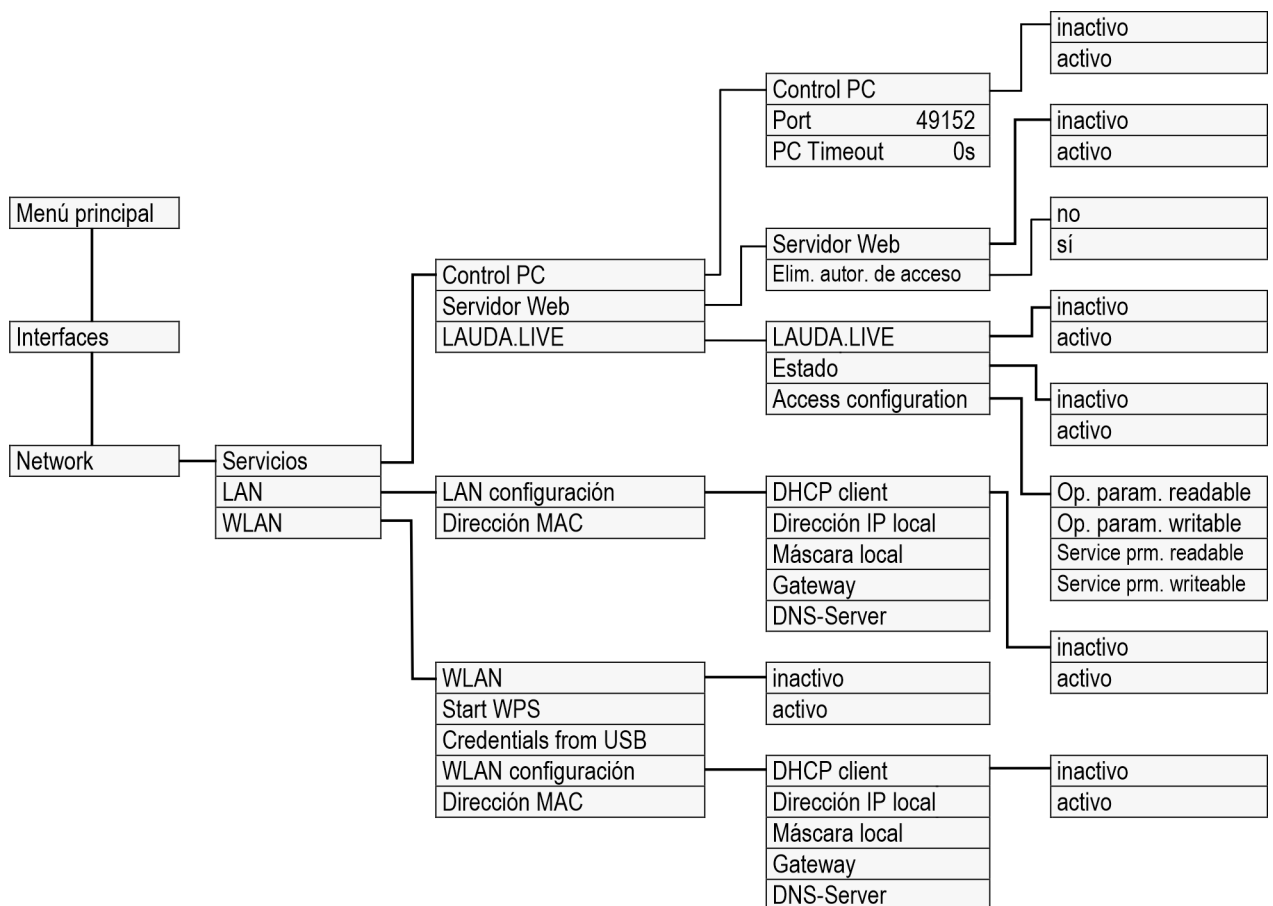 Menú principal
Interfaces
Network
Servicios
LAN
WLAN
Control PC
Servidor Web
LAUDA.LIVE
Control PC
Port 49152
PC Timeout 0s
inactivo
activo
Servidor Web
Elim. autor. de acceso
inactivo
activo
no
sí
LAUDA.LIVE
Estado
Access configuration
inactivo
activo
inactivo
activo
Op. param. readable
Op. param. writable
Service prm. readable
Service prm. writeable
LAN configuración
Dirección MAC
DHCP client
Dirección IP local
Máscara local
Gateway
DNS-Server
inactivo
activo
WLAN
Start WPS
Credentials from USB
WLAN configuración
Dirección MAC
inactivo
activo
DHCP client
Dirección IP local
Máscara local
Gateway
DNS-Server
inactivo
activo